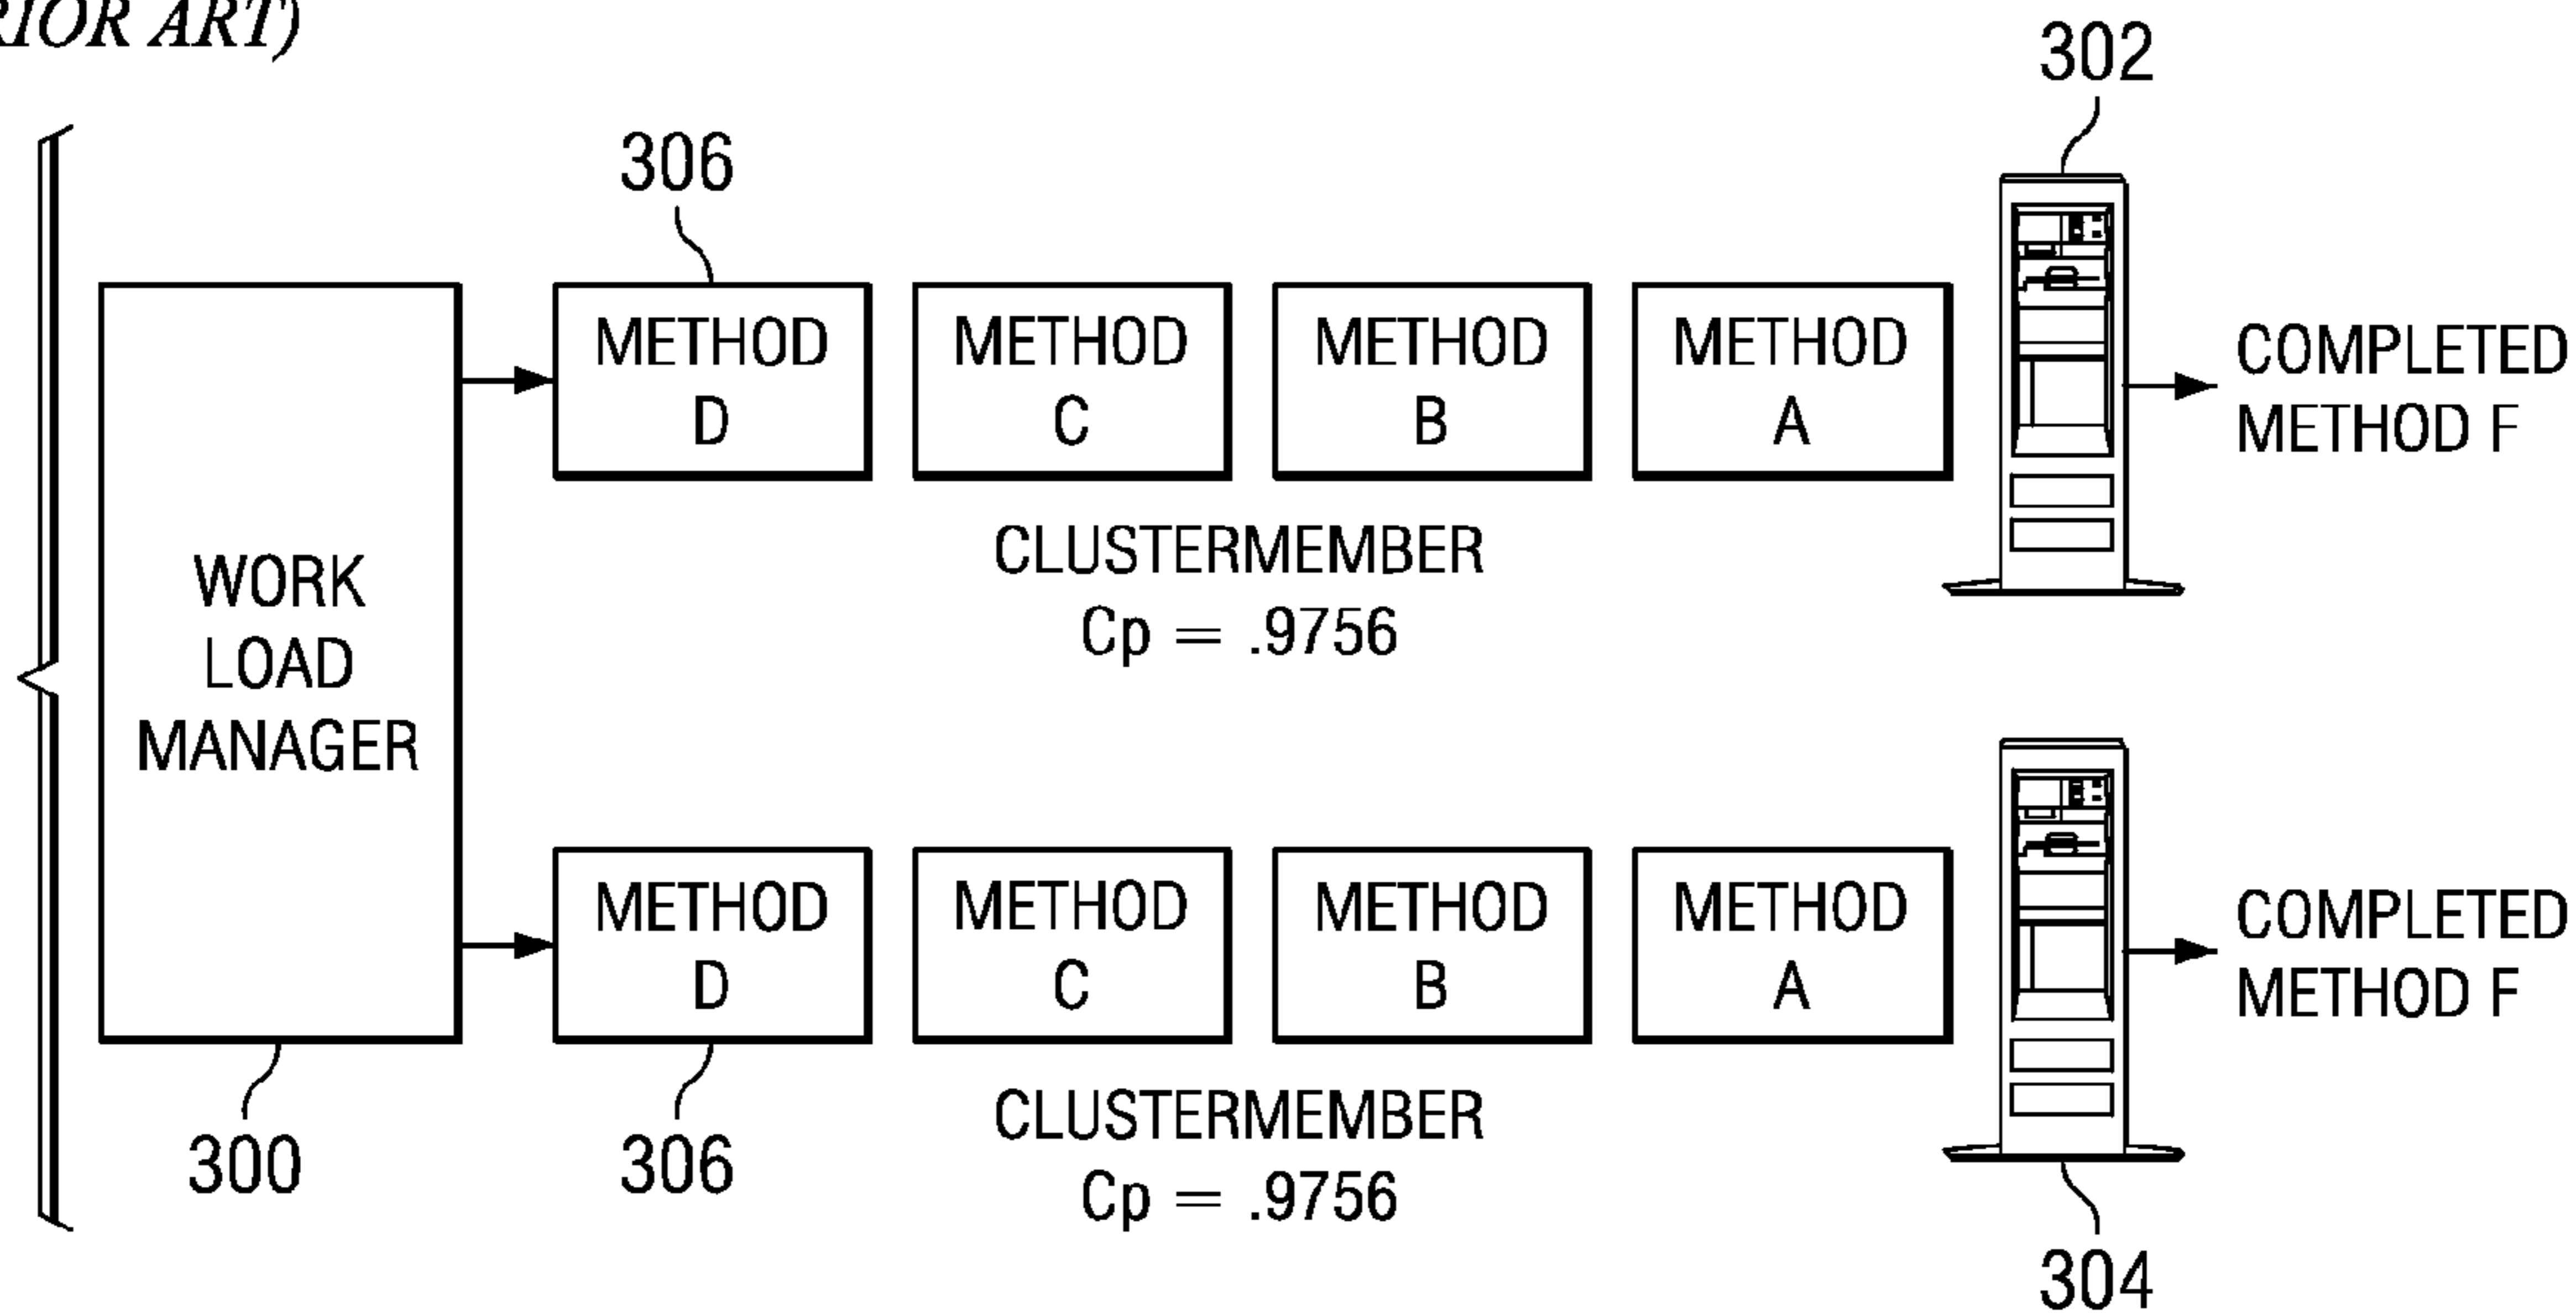 ART)
302
306
METHOD D
METHOD C
METHOD B
METHOD A
COMPLETED
METHOD F
CLUSTERMEMBER
Cp = .9756
WORK
LOAD
MANAGER
METHOD D
METHOD C
METHOD B
METHOD A
COMPLETED
METHOD F
CLUSTERMEMBER
Cp = .9756
300
306
304